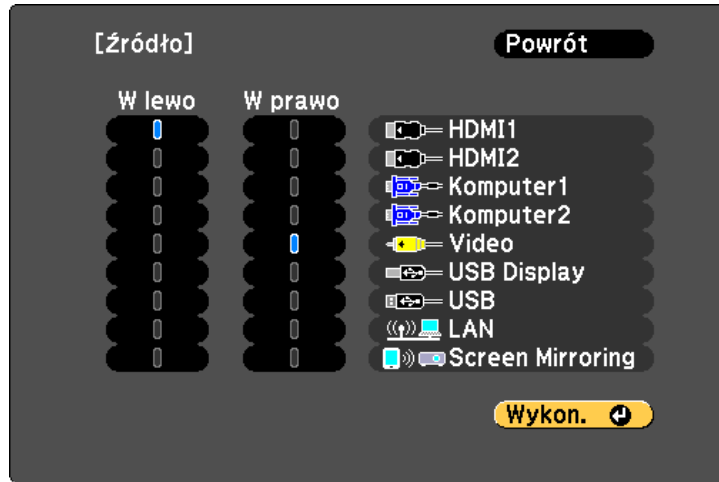 [Źródło] Powrót
W lewo W prawo
HDMI1
HDMI2
Komputer1
Komputer2
Video
USB Display
USB
LAN
Screen Mirroring
Wykon.